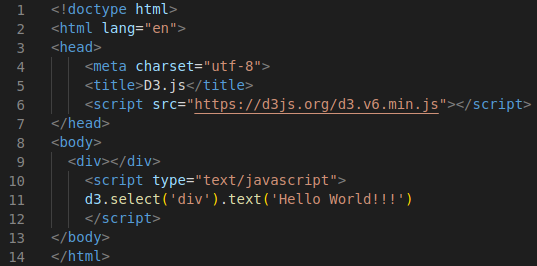 1 <!doctype html>
2 <html lang="en">
3 <head>
4 <meta charset="utf-8">
5 <title>D3.js</title>
6 <script src="https://d3js.org/d3.v6.min.js"></script>
7 </head>
8 <body>
9 <div></div>
10 <script type="text/javascript">
11 d3.select('div').text('Hello World!!!')
12 </script>
13 </body>
14 </html>